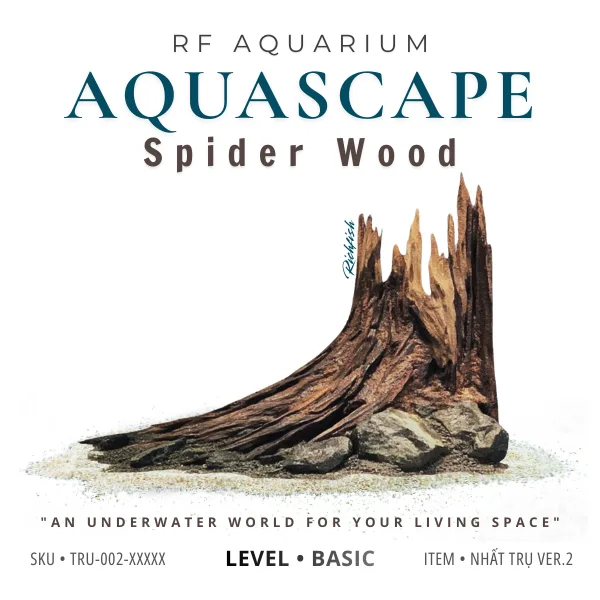 RF AQUARIUM
AQUASCAPE
Spider Wood
Richfish
"AN UNDERWATER WORLD FOR YOUR LIVING SPACE"
SKU • TRU-002-XXXXX
LEVEL • BASIC
ITEM • NHẤT TRỤ VER.2